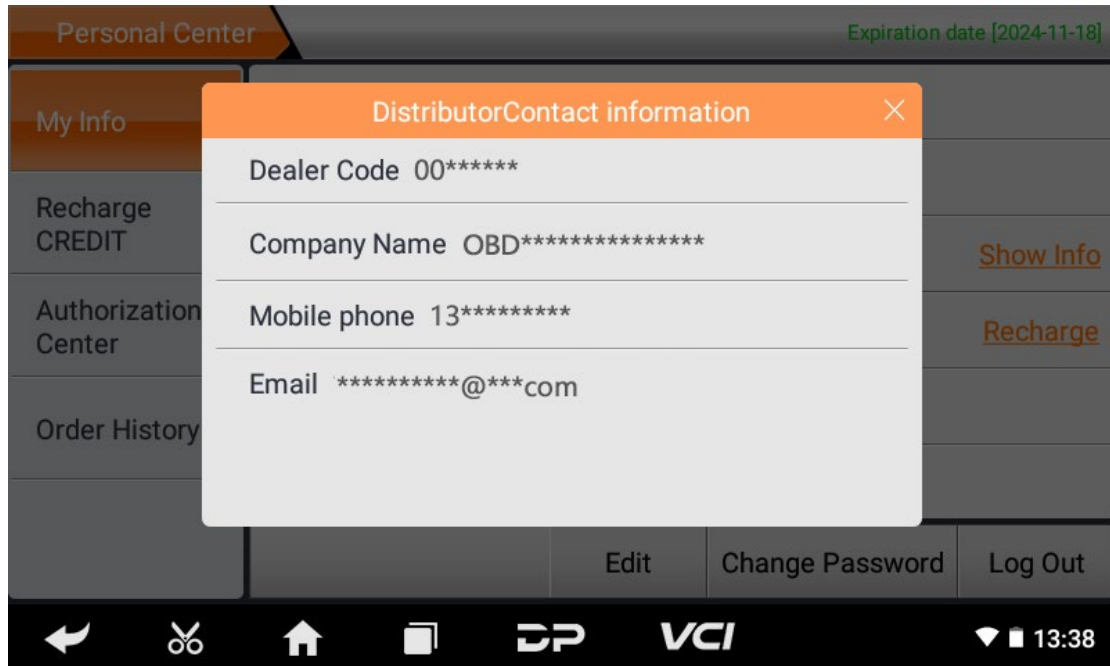 Personal Center
Expiration date [2024-11-18]
My Info
DistributorContact information
Dealer Code 00******
Recharge
CREDIT
Company Name OBD***************
Show Info
Authorization
Center
Mobile phone 13*********
Recharge
Email **********@***com
Order History
Edit
Change Password
Log Out
DP
VCI
13:38